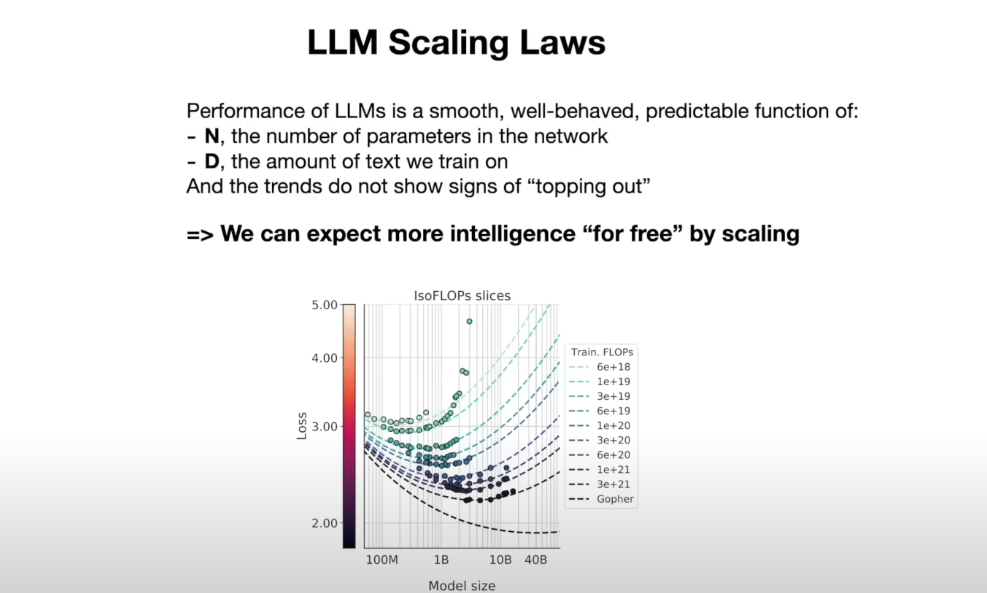 LLM Scaling Laws
Performance of LLMs is a smooth, well-behaved, predictable function of:
- N, the number of parameters in the network
- D, the amount of text we train on
And the trends do not show signs of “topping out”
=> We can expect more intelligence “for free” by scaling
IsoFLOPs slices
5.00
4.00
3.00
2.00
Loss
100M 1B 10B 40B
Model size
Train. FLOPs
6e+18
1e+19
3e+19
6e+19
1e+20
3e+20
6e+20
1e+21
3e+21
Gopher